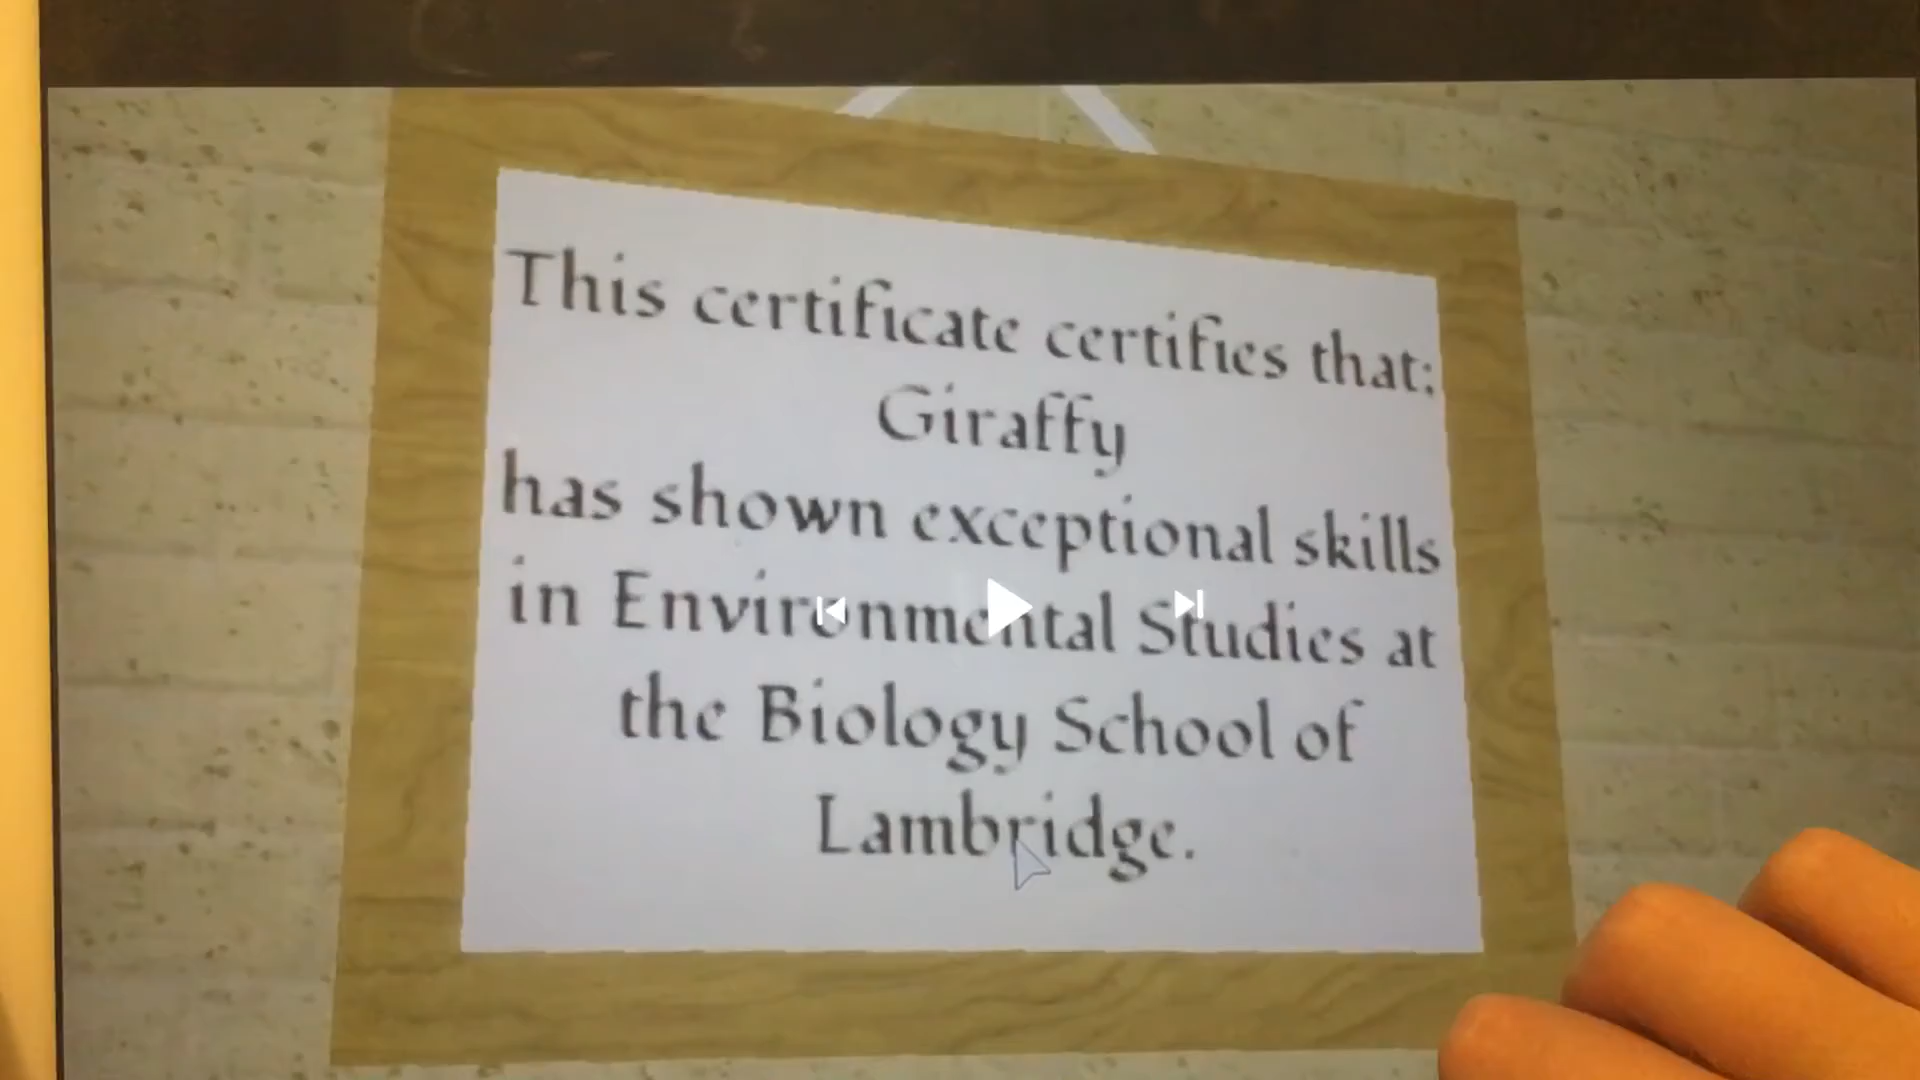 This certificate certifies that:
Giraffy
has shown exceptional skills
in Environmental Studies at
the Biology School of
Lambridge.